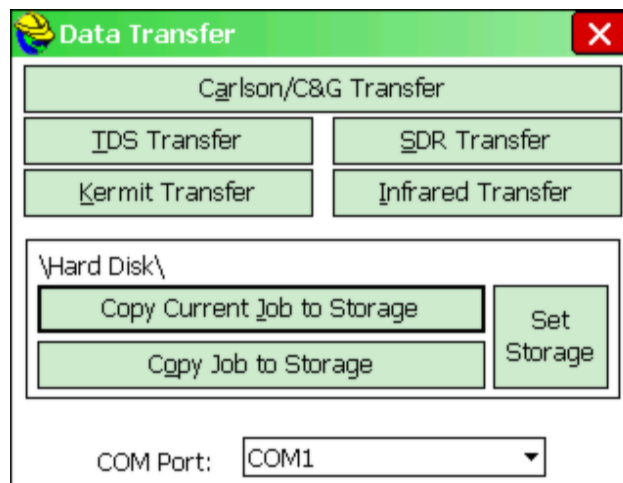 Data Transfer
Carlson/C&G Transfer
TDS Transfer
SDR Transfer
Kermit Transfer
Infrared Transfer
\Hard Disk\
Copy Current Job to Storage
Set
Storage
Copy Job to Storage
COM Port: COM1